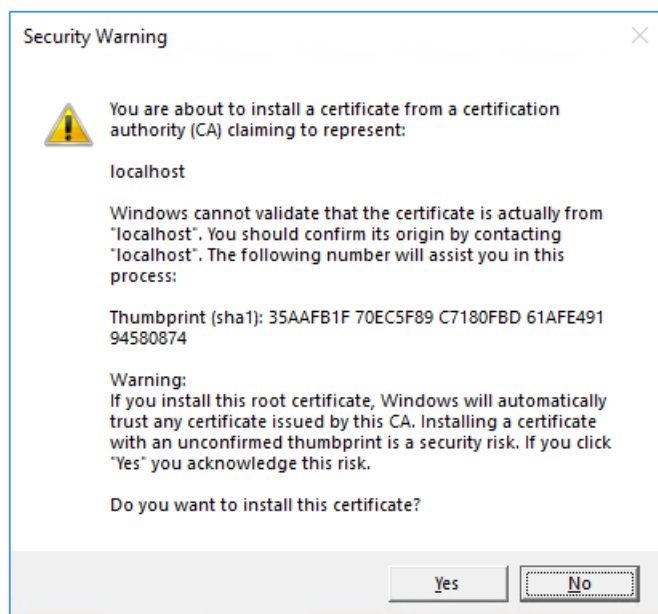 Security Warning
You are about to install a certificate from a certification
authority (CA) claiming to represent:
localhost
Windows cannot validate that the certificate is actually from
"localhost". You should confirm its origin by contacting
"localhost". The following number will assist you in this
process:
Thumbprint (sha1): 35AAFB1F 70EC5F89 C7180FBD 61AFE491
94580874
Warning:
If you install this root certificate, Windows will automatically
trust any certificate issued by this CA. Installing a certificate
with an unconfirmed thumbprint is a security risk. If you click
"Yes" you acknowledge this risk.
Do you want to install this certificate?
Yes No